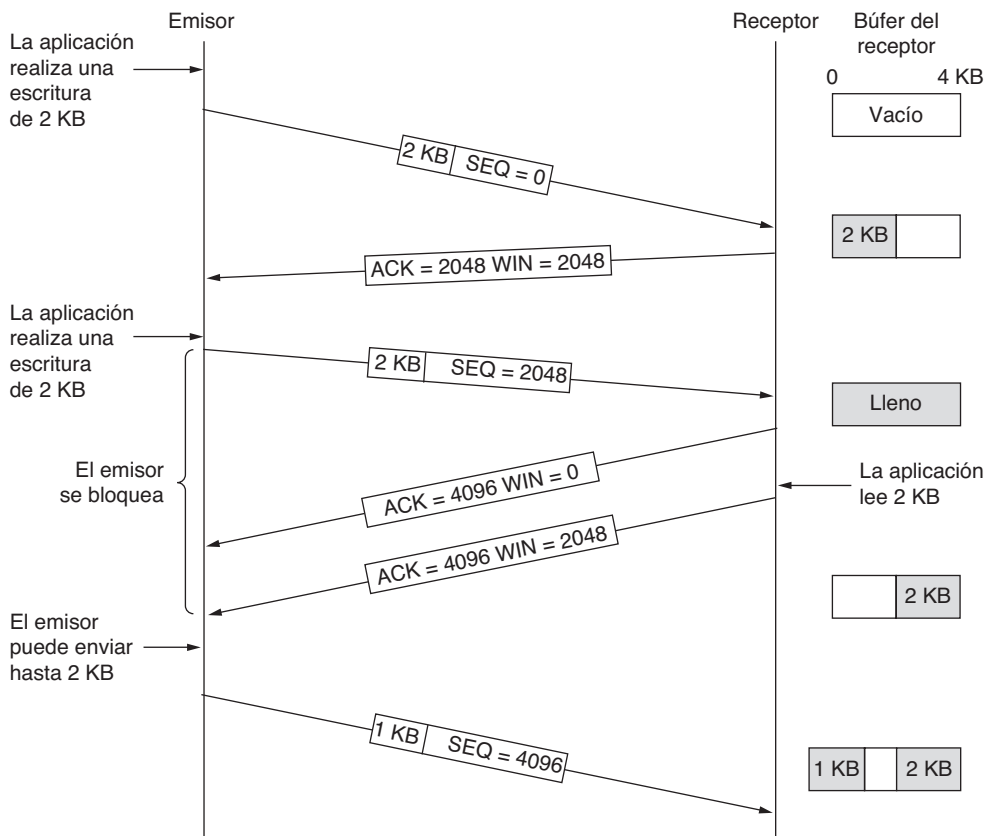 Emisor
Receptor
Búfer del
receptor
0
4 KB
La aplicación
realiza una
escritura
de 2 KB
Vacío
2 KB
SEQ = 0
2 KB
ACK = 2048 WIN = 2048
La aplicación
realiza una
escritura
de 2 KB
2 KB
SEQ = 2048
Lleno
El emisor
se bloquea
La aplicación
lee 2 KB
ACK = 4096 WIN = 0
ACK = 4096 WIN = 2048
2 KB
El emisor
puede enviar
hasta 2 KB
1 KB
SEQ = 4096
1 KB
2 KB